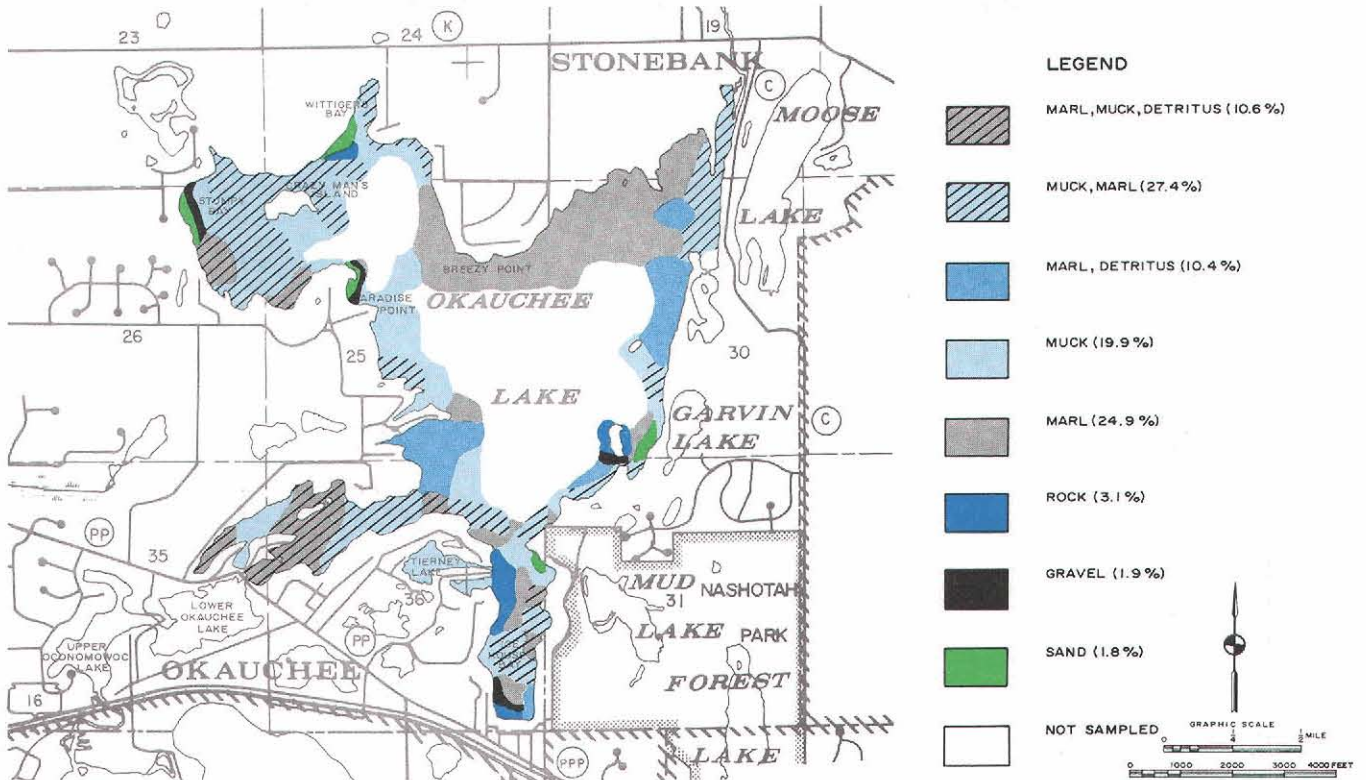 23
24
K
19
STONEBANK
C
MOOSE
LAKE
WITTIGERS
BAY
CRAZY MAN'S
ISLAND
STUMPY
BAY
BREEZY POINT
OKAUCHEE
LAKE
PARADISE
POINT
26
25
30
GARVIN
LAKE
C
PP
35
TIERNEY
LAKE
36
LOWER
OKAUCHEE
LAKE
PP
UPPER
OCONOMOWOC
LAKE
OKAUCHEE
16
MUD
31
NASHOTAH
LAKE PARK
FOREST
LAKE
PPP
LEGEND
MARL, MUCK, DETRITUS (10.6%)
MUCK, MARL (27.4%)
MARL, DETRITUS (10.4%)
MUCK (19.9%)
MARL (24.9%)
ROCK (3.1%)
GRAVEL (1.9%)
SAND (1.8%)
NOT SAMPLED
GRAPHIC SCALE
MILE
0 1000 2000 3000 4000 FEET